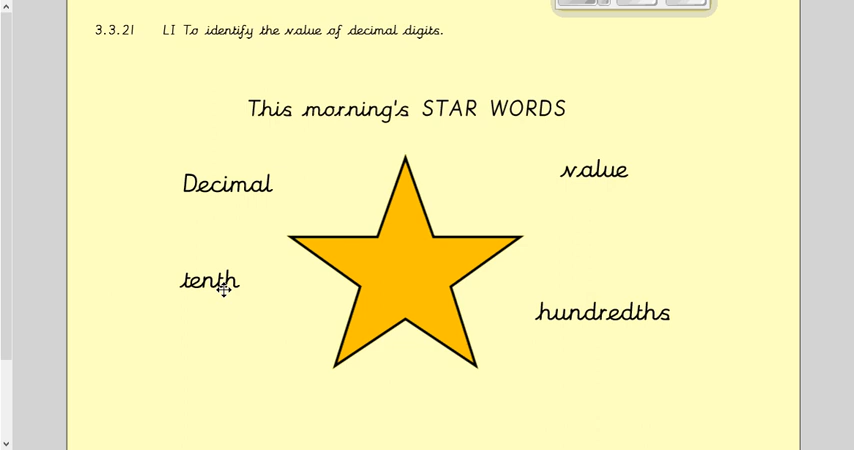 3.3.21 LI To identify the value of decimal digits.
This morning's STAR WORDS
Decimal
value
tenth
hundredths